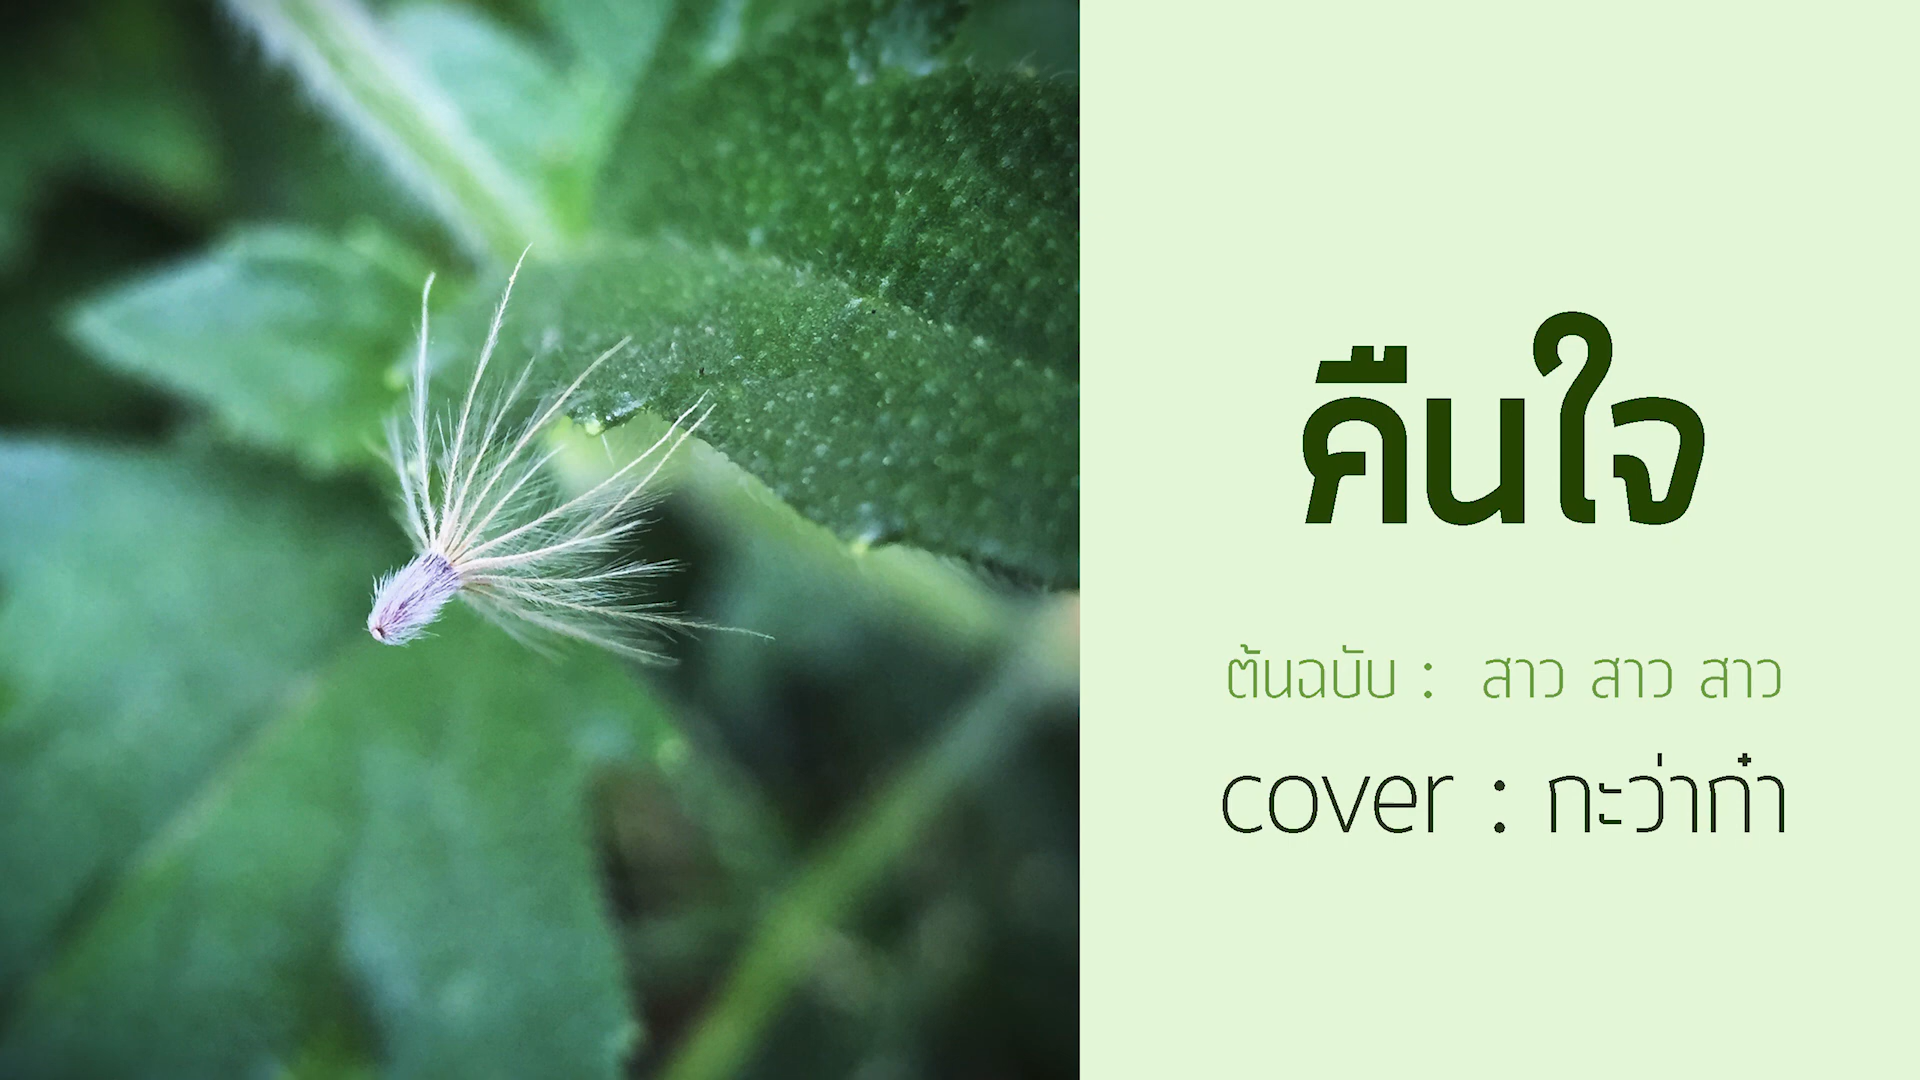 คืนใจ
ต้นฉบับ : สาว สาว สาว
cover : กะว่าก๋า